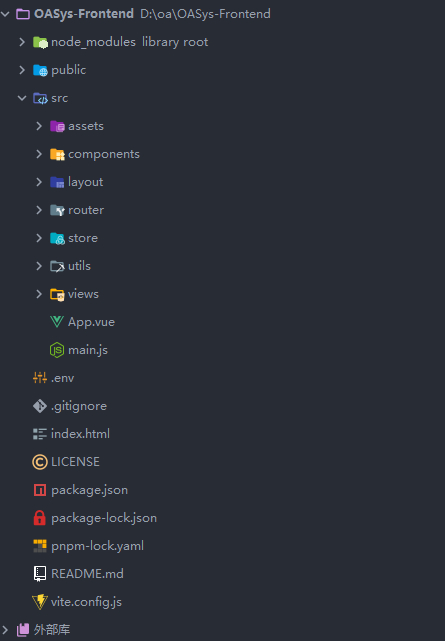 OASys-Frontend D:\oa\OASys-Frontend
node_modules library root
public
src
assets
components
layout
router
store
utils
views
App.vue
main.js
.env
.gitignore
index.html
LICENSE
package.json
package-lock.json
pnpm-lock.yaml
README.md
vite.config.js
外部库